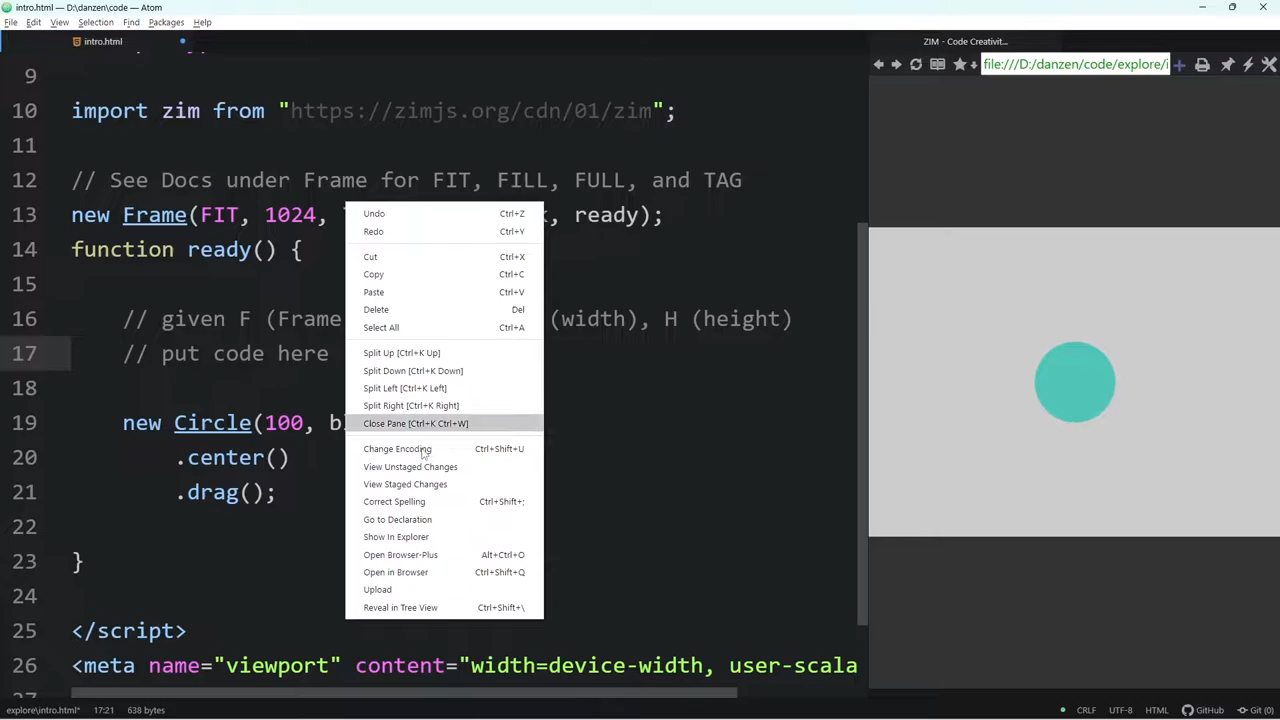 intro.html — D:\danzen\code — Atom
File Edit View Selection Find Packages Help
intro.html
ZIM - Code Creativit...
file:///D:/danzen/code/explore/i
9
10 import zim from "https://zimjs.org/cdn/01/zim";
11
12 // See Docs under Frame for FIT, FILL, FULL, and TAG
13 new Frame(FIT, 1024, k, ready);
14 function ready() {
15
16 // given F (Frame (width), H (height)
17 // put code here
18
19 new Circle(100, b
20 .center()
21 .drag();
22
23 }
24
25 </script>
26 <meta name="viewport" content="width=device-width, user-scala
Undo Ctrl+Z
Redo Ctrl+Y
Cut Ctrl+X
Copy Ctrl+C
Paste Ctrl+V
Delete Del
Select All Ctrl+A
Split Up [Ctrl+K Up]
Split Down [Ctrl+K Down]
Split Left [Ctrl+K Left]
Split Right [Ctrl+K Right]
Close Pane [Ctrl+K Ctrl+W]
Change Encoding Ctrl+Shift+U
View Unstaged Changes
View Staged Changes
Correct Spelling Ctrl+Shift+;
Go to Declaration
Show In Explorer
Open Browser-Plus Alt+Ctrl+O
Open in Browser Ctrl+Shift+Q
Upload
Reveal in Tree View Ctrl+Shift+\
explore\intro.html* 17:21 638 bytes CRLF UTF-8 HTML GitHub Git (0)